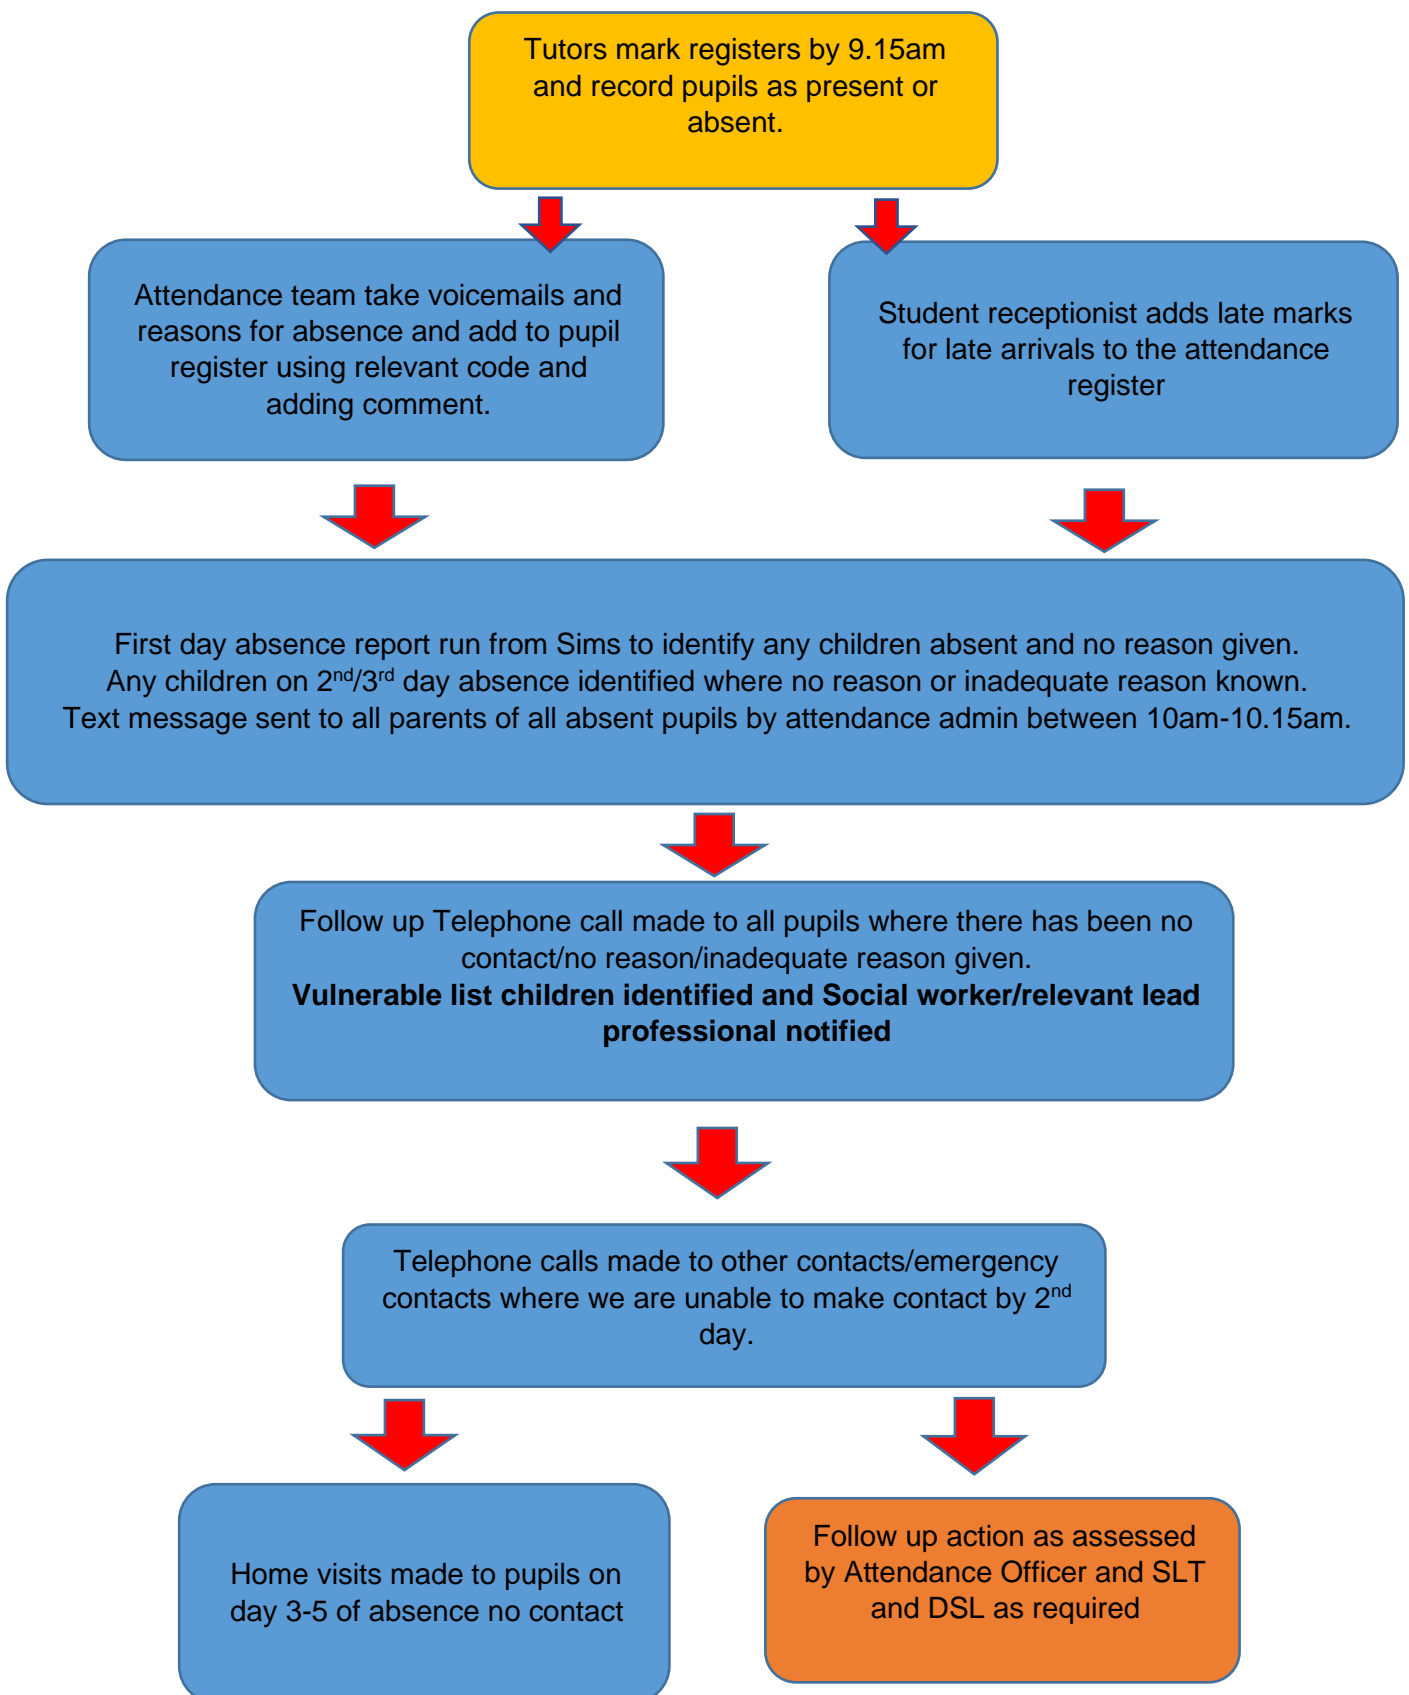 Tutors mark registers by 9.15am
and record pupils as present or
absent.
Attendance team take voicemails and
reasons for absence and add to pupil
register using relevant code and
adding comment.
Student receptionist adds late marks
for late arrivals to the attendance
register
First day absence report run from Sims to identify any children absent and no reason given.
Any children on 2nd/3rd day absence identified where no reason or inadequate reason known.
Text message sent to all parents of all absent pupils by attendance admin between 10am-10.15am.
Follow up Telephone call made to all pupils where there has been no
contact/no reason/inadequate reason given.
Vulnerable list children identified and Social worker/relevant lead
professional notified
Telephone calls made to other contacts/emergency
contacts where we are unable to make contact by 2nd
day.
Home visits made to pupils on
day 3-5 of absence no contact
Follow up action as assessed
by Attendance Officer and SLT
and DSL as required